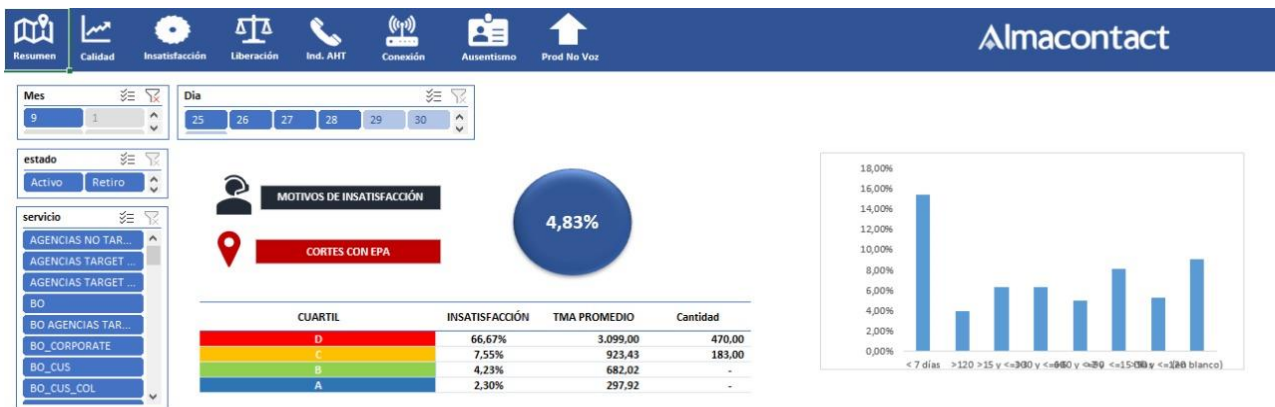 Almacontact
Resumen Calidad Insatisfacción Liberación Ind. AHT Conexión Ausentismo Prod No Voz
Mes
9 1
Dia
25 26 27 28 29 30
estado
Activo Retiro
servicio
AGENCIAS NO TAR...
AGENCIAS TARGET ...
AGENCIAS TARGET ...
BO
BO AGENCIAS TAR...
BO_CORPORATE
BO_CUS
BO_CUS_COL
MOTIVOS DE INSATISFACCIÓN
CORTES CON EPA
4,83%
CUARTIL INSATISFACCIÓN TMA PROMEDIO Cantidad
D 66,67% 3.099,00 470,00
C 7,55% 923,43 183,00
B 4,23% 682,02 -
A 2,30% 297,92 -
18,00%
16,00%
14,00%
12,00%
10,00%
8,00%
6,00%
4,00%
2,00%
0,00%
< 7 dias >120 >15 y blanco)